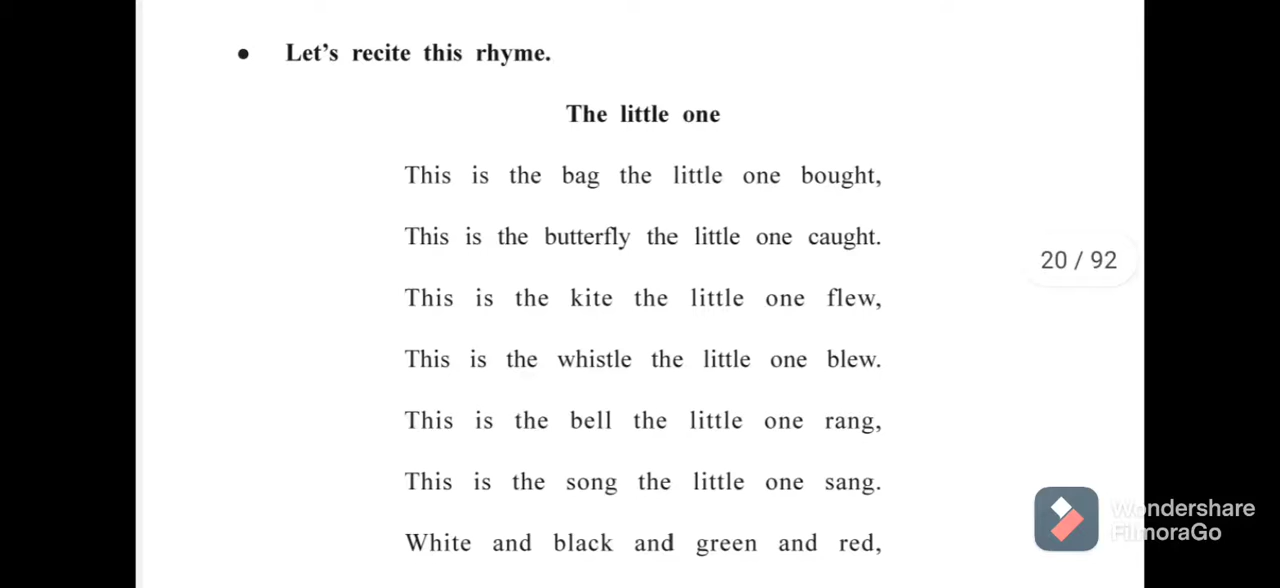 • Let's recite this rhyme.
The little one
This is the bag the little one bought,
This is the butterfly the little one caught.
20 / 92
This is the kite the little one flew,
This is the whistle the little one blew.
This is the bell the little one rang,
This is the song the little one sang.
Wondershare
FilmoraGo
White and black and green and red,